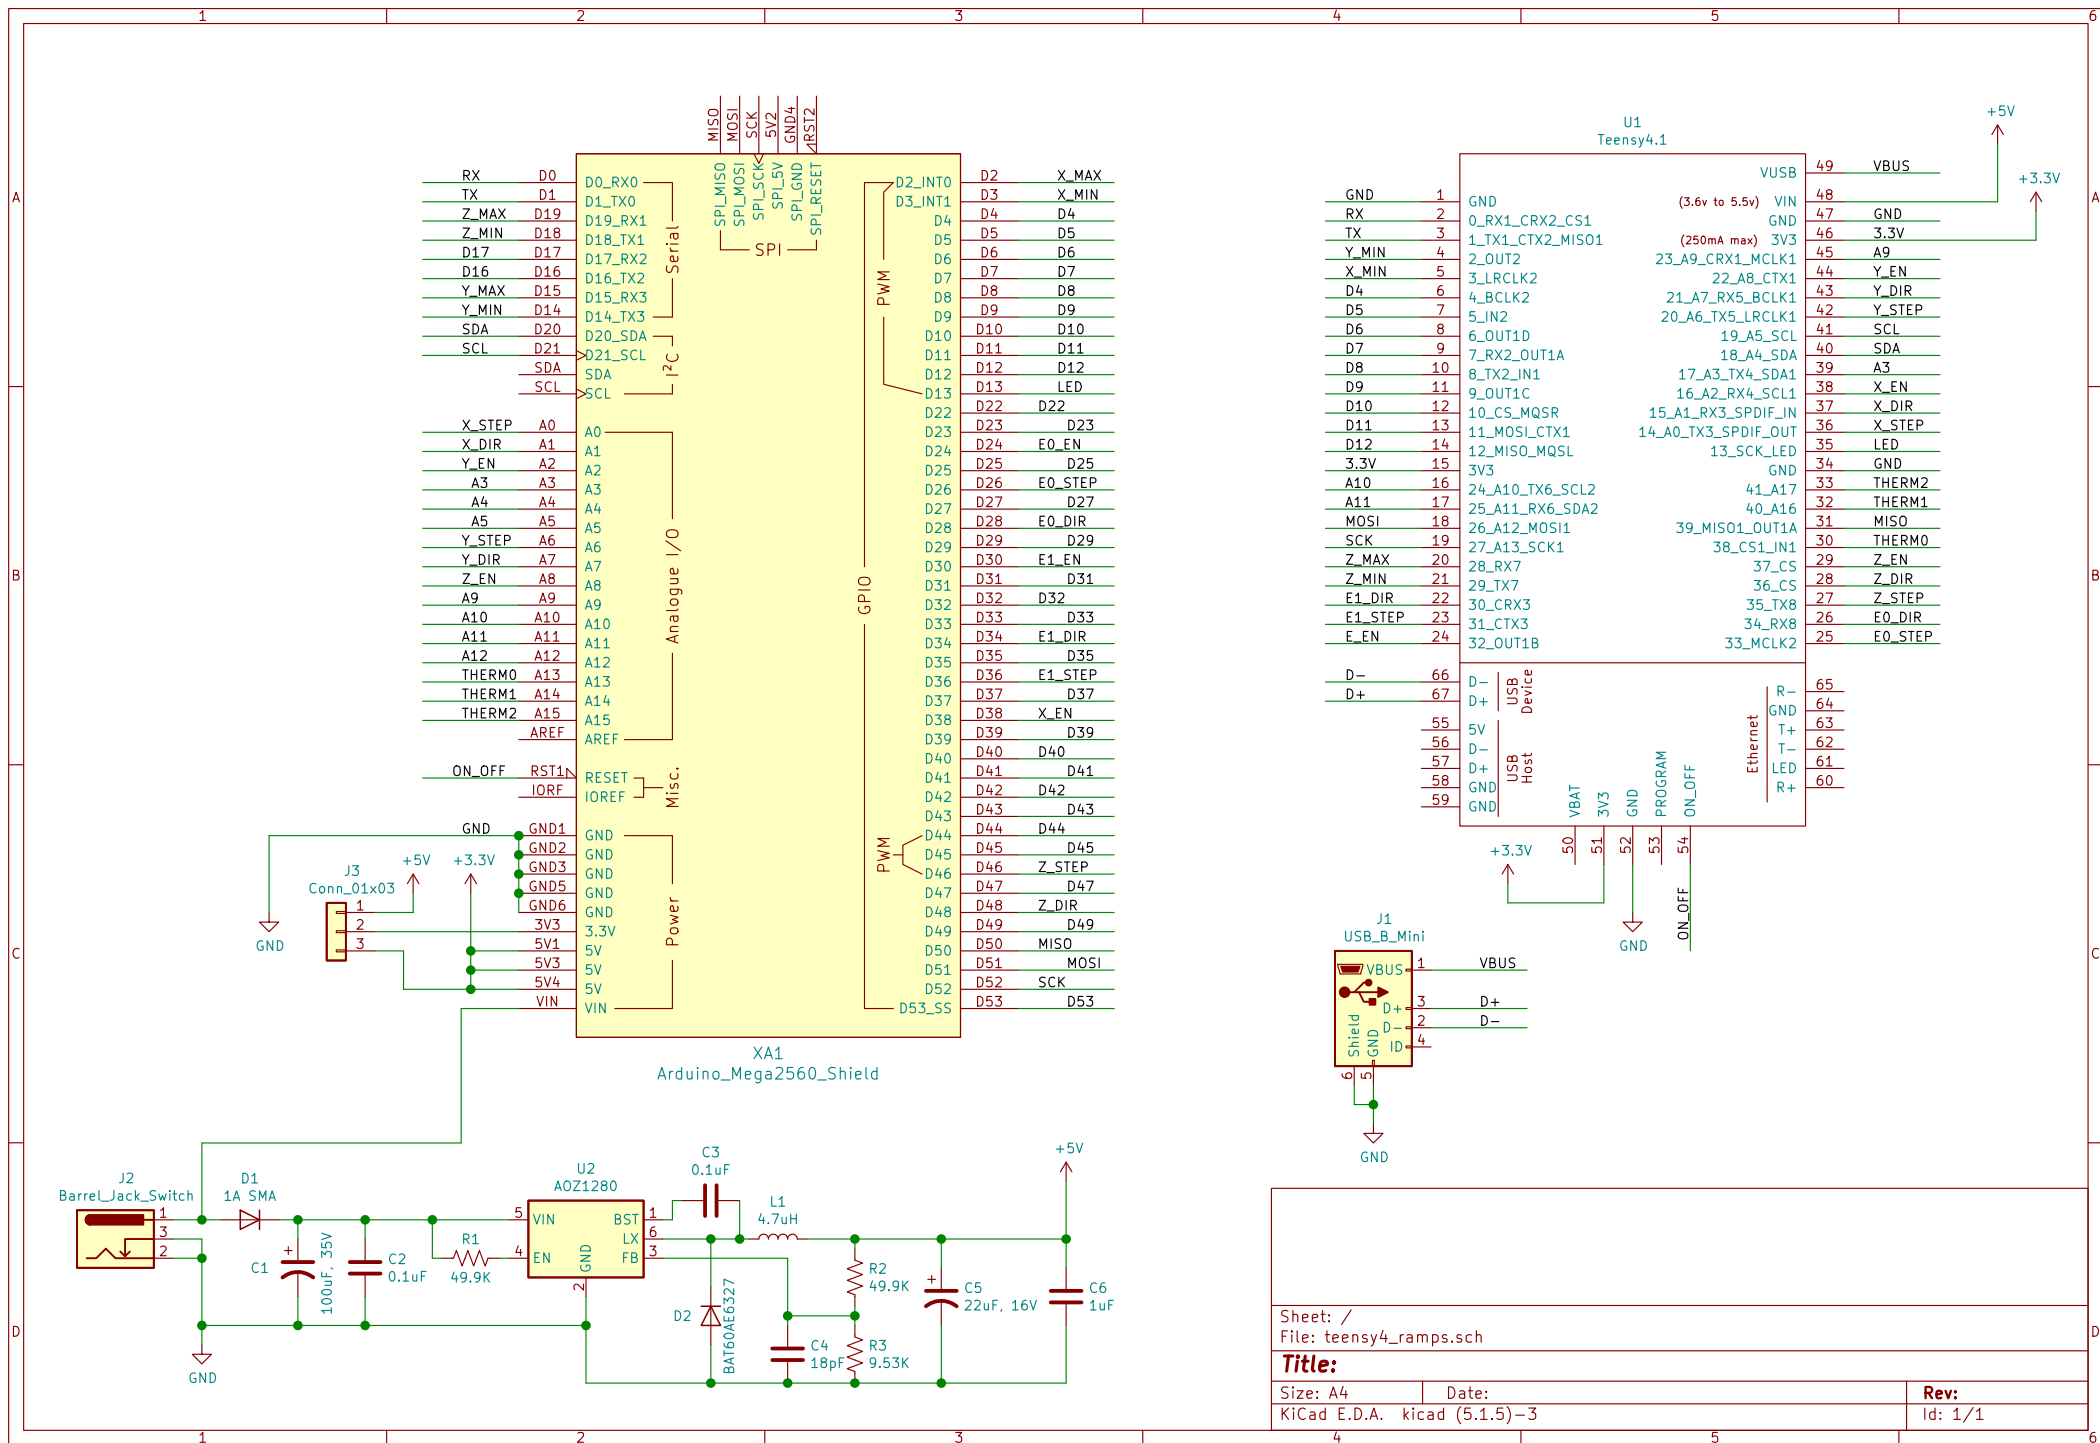 1 2 3 4 5 6
A
B
C
D
MISO
MOSI
SCK
5V2
GND4
RST2
SPI_MISO
SPI_MOSI
SPI_SCK
SPI_5V
SPI_GND
SPI_RESET
SPI
RX D0 D0_RX0
TX D1 D1_TX0
Z_MAX D19 D19_RX1
Z_MIN D18 D18_TX1
D17 D17 D17_RX2
D16 D16 D16_TX2
Y_MAX D15 D15_RX3
Y_MIN D14 D14_TX3
Serial
SDA D20 D20_SDA
SCL D21 D21_SCL
SDA SDA
SCL SCL
I²C
X_STEP A0 A0
X_DIR A1 A1
Y_EN A2 A2
A3 A3 A3
A4 A4 A4
A5 A5 A5
Y_STEP A6 A6
Y_DIR A7 A7
Z_EN A8 A8
A9 A9 A9
A10 A10 A10
A11 A11 A11
A12 A12 A12
THERM0 A13 A13
THERM1 A14 A14
THERM2 A15 A15
AREF AREF
Analogue I/O
ON_OFF RST1 RESET
IORF IOREF
Misc.
GND GND1 GND
GND2 GND
GND3 GND
GND5 GND
GND6 GND
3V3 3.3V
5V1 5V
5V3 5V
5V4 5V
VIN VIN
Power
D2_INT0 D2 X_MAX
D3_INT1 D3 X_MIN
D4 D4 D4
D5 D5 D5
D6 D6 D6
D7 D7 D7
D8 D8 D8
D9 D9 D9
D10 D10 D10
D11 D11 D11
D12 D12 D12
D13 D13 LED
PWM
D22 D22 D22
D23 D23 D23
D24 D24 E0_EN
D25 D25 D25
D26 D26 E0_STEP
D27 D27 D27
D28 D28 E0_DIR
D29 D29 D29
D30 D30 E1_EN
D31 D31 D31
D32 D32 D32
D33 D33 D33
D34 D34 E1_DIR
D35 D35 D35
D36 D36 E1_STEP
D37 D37 D37
D38 D38 X_EN
D39 D39 D39
D40 D40 D40
D41 D41 D41
D42 D42 D42
D43 D43 D43
D44 D44 D44
D45 D45 D45
D46 D46 Z_STEP
D47 D47 D47
D48 D48 Z_DIR
D49 D49 D49
D50 D50 MISO
D51 D51 MOSI
D52 D52 SCK
D53_SS D53 D53
GPIO
PWM
XA1
Arduino_Mega2560_Shield
J3
Conn_01x03
1
2
3
+5V
+3.3V
GND
U1
Teensy4.1
GND 1 GND
RX 2 0_RX1_CRX2_CS1
TX 3 1_TX1_CTX2_MISO1
Y_MIN 4 2_OUT2
X_MIN 5 3_LRCLK2
D4 6 4_BCLK2
D5 7 5_IN2
D6 8 6_OUT1D
D7 9 7_RX2_OUT1A
D8 10 8_TX2_IN1
D9 11 9_OUT1C
D10 12 10_CS_MQSR
D11 13 11_MOSI_CTX1
D12 14 12_MISO_MQSL
3.3V 15 3V3
A10 16 24_A10_TX6_SCL2
A11 17 25_A11_RX6_SDA2
MOSI 18 26_A12_MOSI1
SCK 19 27_A13_SCK1
Z_MAX 20 28_RX7
Z_MIN 21 29_TX7
E1_DIR 22 30_CRX3
E1_STEP 23 31_CTX3
E_EN 24 32_OUT1B
D- 66 D-
D+ 67 D+
USB Device
55 5V
56 D-
57 D+
58 GND
59 GND
USB Host
VUSB 49 VBUS
(3.6v to 5.5v) VIN 48
GND 47 GND
(250mA max) 3V3 46 3.3V
23_A9_CRX1_MCLK1 45 A9
22_A8_CTX1 44 Y_EN
21_A7_RX5_BCLK1 43 Y_DIR
20_A6_TX5_LRCLK1 42 Y_STEP
19_A5_SCL 41 SCL
18_A4_SDA 40 SDA
17_A3_TX4_SDA1 39 A3
16_A2_RX4_SCL1 38 X_EN
15_A1_RX3_SPDIF_IN 37 X_DIR
14_A0_TX3_SPDIF_OUT 36 X_STEP
13_SCK_LED 35 LED
GND 34 GND
41_A17 33 THERM2
40_A16 32 THERM1
39_MISO1_OUT1A 31 MISO
38_CS1_IN1 30 THERM0
37_CS 29 Z_EN
36_CS 28 Z_DIR
35_TX8 27 Z_STEP
34_RX8 26 E0_DIR
33_MCLK2 25 E0_STEP
+5V
+3.3V
R- 65
GND 64
T+ 63
T- 62
LED 61
R+ 60
Ethernet
VBAT 50
3V3 51
GND 52
PROGRAM 53
ON_OFF 54
+3.3V
GND
ON_OFF
J1
USB_B_Mini
VBUS 1 VBUS
D+ 3 D+
D- 2 D-
ID 4
Shield 6
GND 5
GND
J2
Barrel_Jack_Switch
1
3
2
D1
1A SMA
C1
100uF, 35V
C2
0.1uF
R1
49.9K
GND
U2
AOZ1280
5 VIN
4 EN
GND 2
BST 1
LX 6
FB 3
C3
0.1uF
L1
4.7uH
D2
BAT60AE6327
C4
18pF
R2
49.9K
R3
9.53K
C5
22uF, 16V
C6
1uF
+5V
Sheet: /
File: teensy4_ramps.sch
Title:
Size: A4 Date: Rev:
KiCad E.D.A. kicad (5.1.5)-3 Id: 1/1
A
B
C
D
1 2 3 4 5 6